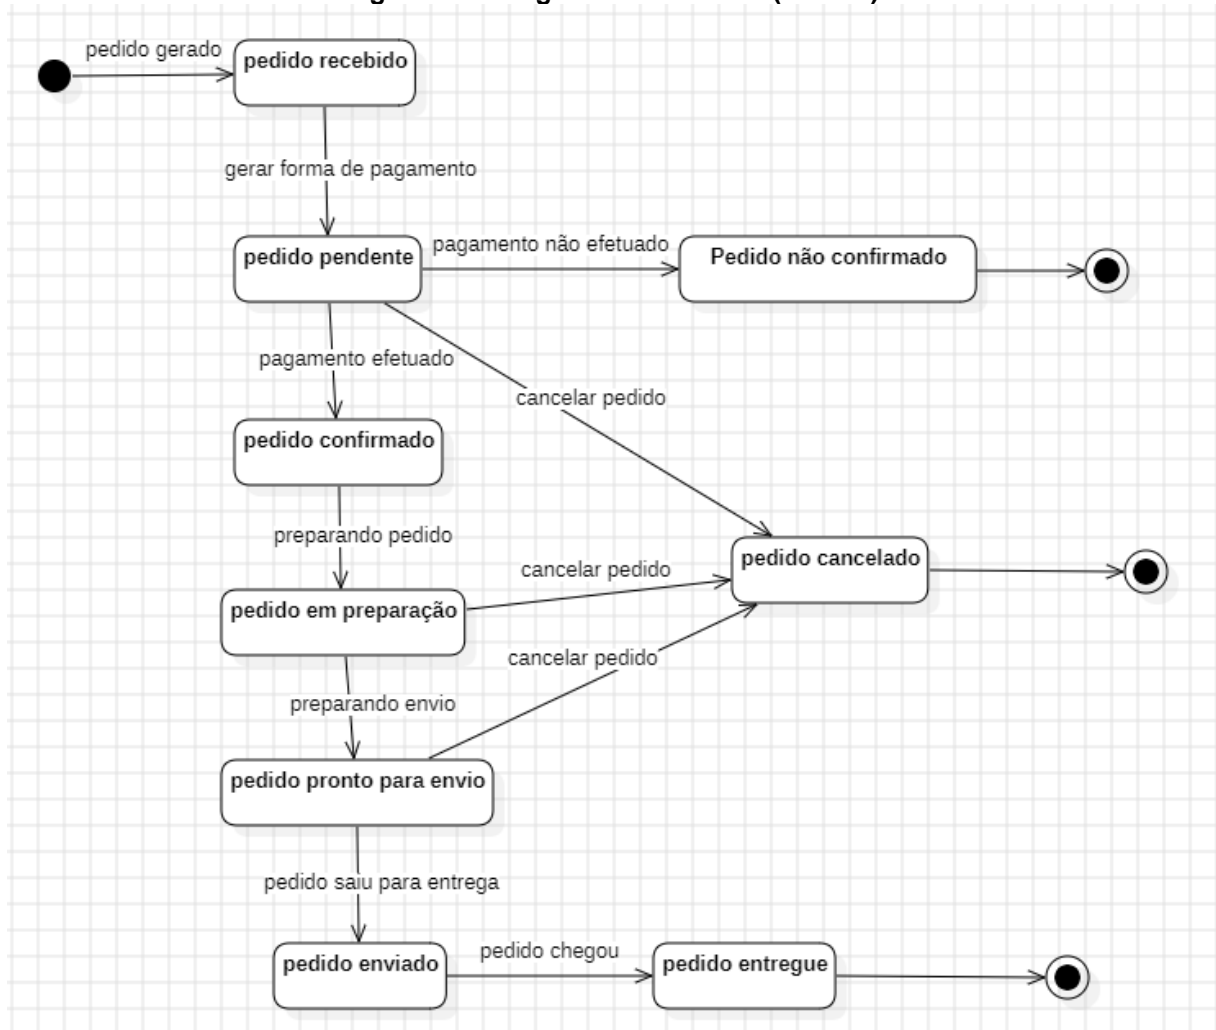 pedido gerado
pedido recebido
gerar forma de pagamento
pedido pendente
pagamento não efetuado
Pedido não confirmado
pagamento efetuado
cancelar pedido
pedido confirmado
preparando pedido
cancelar pedido
pedido cancelado
pedido em preparação
cancelar pedido
preparando envio
pedido pronto para envio
pedido saiu para entrega
pedido enviado
pedido chegou
pedido entregue